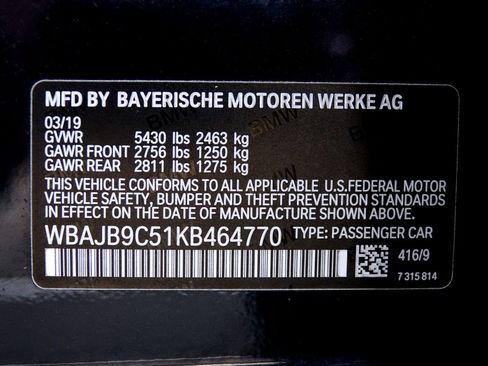 MFD BY BAYERISCHE MOTOREN WERKE AG
03/19
GVWR 5430 lbs 2463 kg
GAWR FRONT 2756 lbs 1250 kg
GAWR REAR 2811 lbs 1275 kg
THIS VEHICLE CONFORMS TO ALL APPLICABLE U.S.FEDERAL MOTOR
VEHICLE SAFETY, BUMPER AND THEFT PREVENTION STANDARDS
IN EFFECT ON THE DATE OF MANUFACTURE SHOWN ABOVE.
WBAJB9C51KB464770 TYPE: PASSENGER CAR
416/9
7 315 814